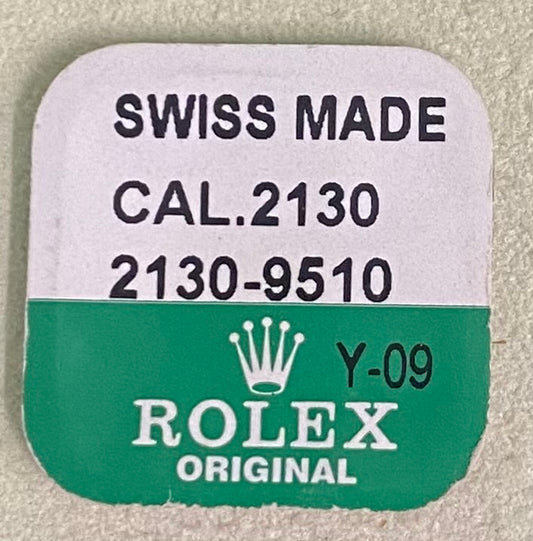 SWISS MADE
CAL.2130
2130-9510
Y-09
ROLEX
ORIGINAL